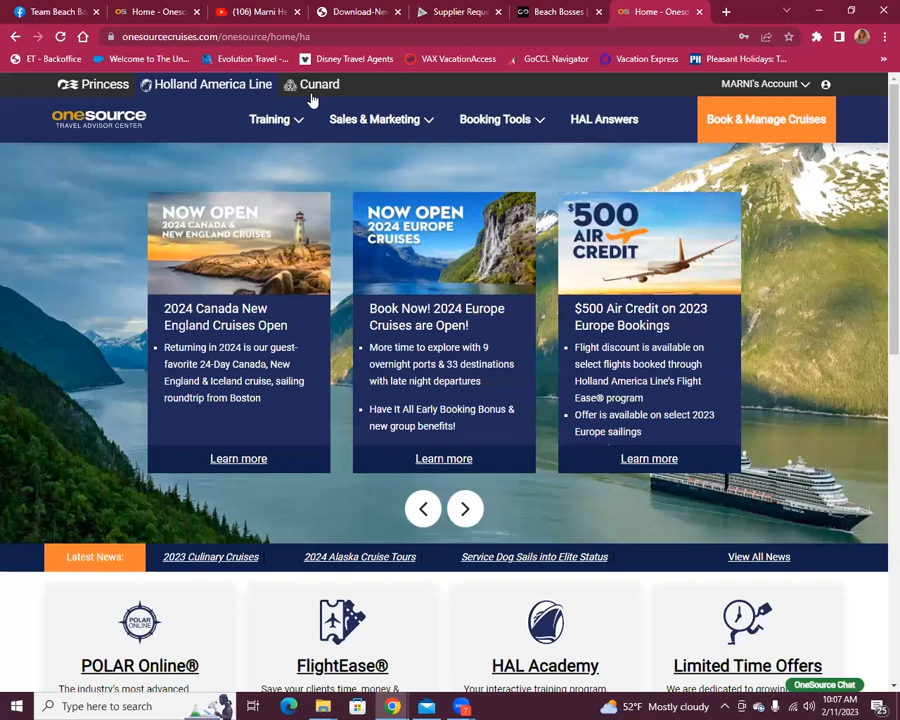 Team Beach Bo
Home - Onesou
(106) Marni He
Download-Nev
Supplier Reque
Beach Bosses |
Home - Onesou
onesourcecruises.com/onesource/home/ha
ET - Backoffice
Welcome to The Un...
Evolution Travel -...
Disney Travel Agents
VAX VacationAccess
GoCCL Navigator
Vacation Express
Pleasant Holidays: T...
Princess
Holland America Line
Cunard
MARNI's Account
onesource
TRAVEL ADVISOR CENTER
Training
Sales & Marketing
Booking Tools
HAL Answers
Book & Manage Cruises
NOW OPEN
2024 CANADA &
NEW ENGLAND CRUISES
2024 Canada New
England Cruises Open
• Returning in 2024 is our guest-
favorite 24-Day Canada, New
England & Iceland cruise, sailing
roundtrip from Boston
Learn more
NOW OPEN
2024 EUROPE
CRUISES
Book Now! 2024 Europe
Cruises are Open!
• More time to explore with 9
overnight ports & 33 destinations
with late night departures
• Have It All Early Booking Bonus &
new group benefits!
Learn more
$500
AIR
CREDIT
$500 Air Credit on 2023
Europe Bookings
• Flight discount is available on
select flights booked through
Holland America Line's Flight
Ease® program
• Offer is available on select 2023
Europe sailings
Learn more
Latest News:
2023 Culinary Cruises
2024 Alaska Cruise Tours
Service Dog Sails into Elite Status
View All News
POLAR
ONLINE
POLAR Online®
The industry's most advanced
FlightEase®
Save your clients time, money &
HAL Academy
Your interactive training program.
Limited Time Offers
We are dedicated to growing
OneSource Chat
Type here to search
52°F Mostly cloudy
10:07 AM
2/11/2023
25